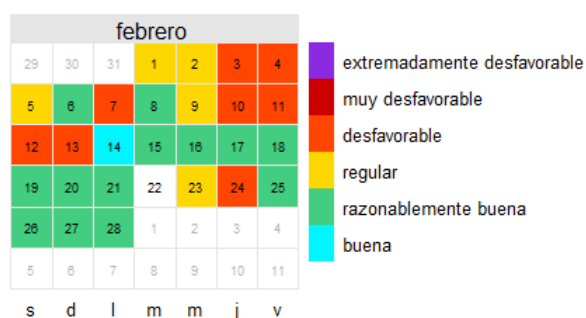 febrero
29 30 31 1 2 3 4
5 6 7 8 9 10 11
12 13 14 15 16 17 18
19 20 21 22 23 24 25
26 27 28 1 2 3 4
5 6 7 8 9 10 11
s d l m m j v
extremadamente desfavorable
muy desfavorable
desfavorable
regular
razonablemente buena
buena